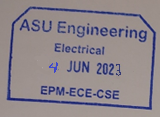 ASU Engineering
Electrical
4 JUN 2023
EPM-ECE-CSE